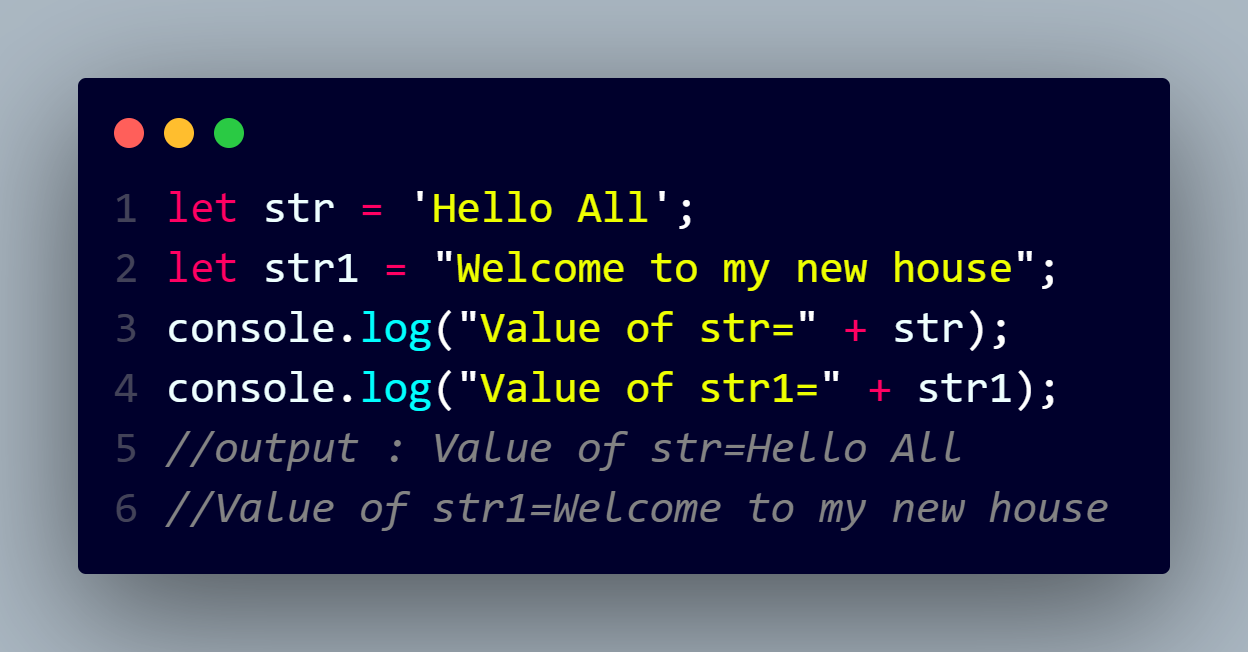 1 let str = 'Hello All';
2 let str1 = "Welcome to my new house";
3 console.log("Value of str=" + str);
4 console.log("Value of str1=" + str1);
5 //output : Value of str=Hello All
6 //Value of str1=Welcome to my new house